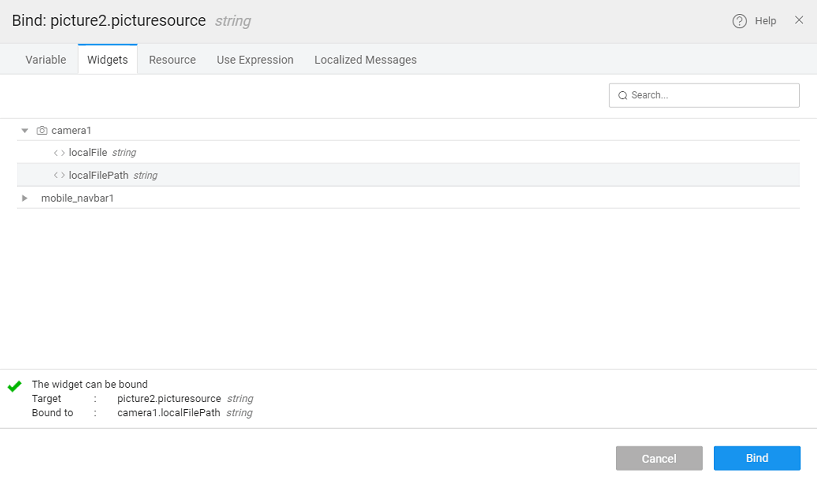 Bind: picture2.picturesource string
Help
Variable Widgets Resource Use Expression Localized Messages
Search...
camera1
localFile string
localFilePath string
mobile_navbar1
The widget can be bound
Target : picture2.picturesource string
Bound to : camera1.localFilePath string
Cancel Bind